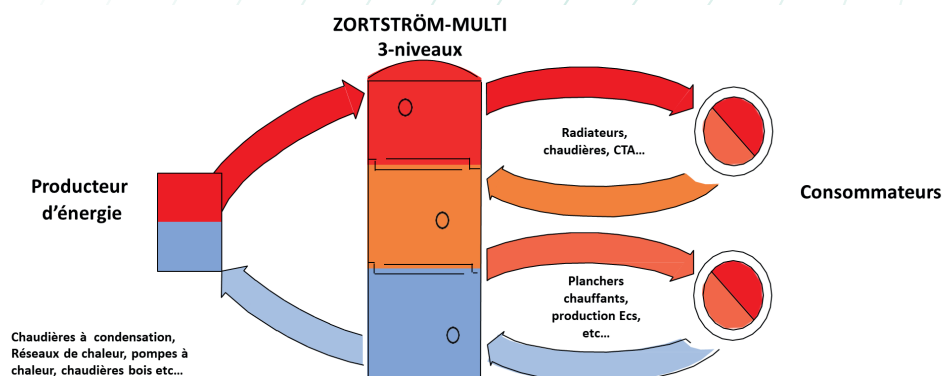 ZORTSTRÖM-MULTI
3-niveaux
Radiateurs,
chaudières, CTA...
Producteur
d’énergie
Consommateurs
Planchers
chauffants,
production Ecs,
etc...
Chaudières à condensation,
Réseaux de chaleur, pompes à
chaleur, chaudières bois etc...